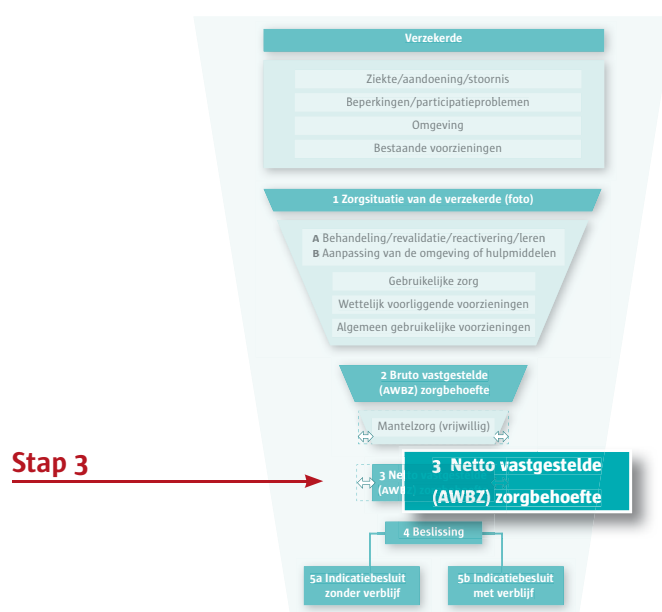 Verzekerde
Ziekte/aandoening/stoornis
Beperkingen/participatieproblemen
Omgeving
Bestaande voorzieningen
1 Zorgsituatie van de verzekerde (foto)
A Behandeling/revalidatie/reactivering/leren
B Aanpassing van de omgeving of hulpmiddelen
Gebruikelijke zorg
Wettelijk voorliggende voorzieningen
Algemeen gebruikelijke voorzieningen
2 Bruto vastgestelde
(AWBZ) zorgbehoefte
Mantelzorg (vrijwillig)
Stap 3
3 Netto vastgestelde
(AWBZ) zorgbehoefte
4 Beslissing
5a Indicatiebesluit
zonder verblijf
5b Indicatiebesluit
met verblijf